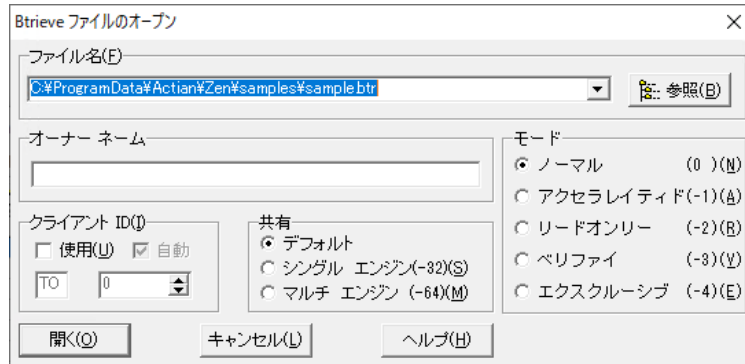 Btrieve ファイルのオープン
ファイル名(F)
C:¥ProgramData¥Actian¥Zen¥samples¥sample.btr
参照(B)
オーナー ネーム
モード
ノーマル (0 )(N)
アクセラレイティド(-1)(A)
リードオンリー (-2)(R)
ベリファイ (-3)(V)
エクスクルーシブ (-4)(E)
クライアント ID(I)
使用(U) 自動
TO 0
共有
デフォルト
シングル エンジン(-32)(S)
マルチ エンジン (-64)(M)
開く(O) キャンセル(L) ヘルプ(H)